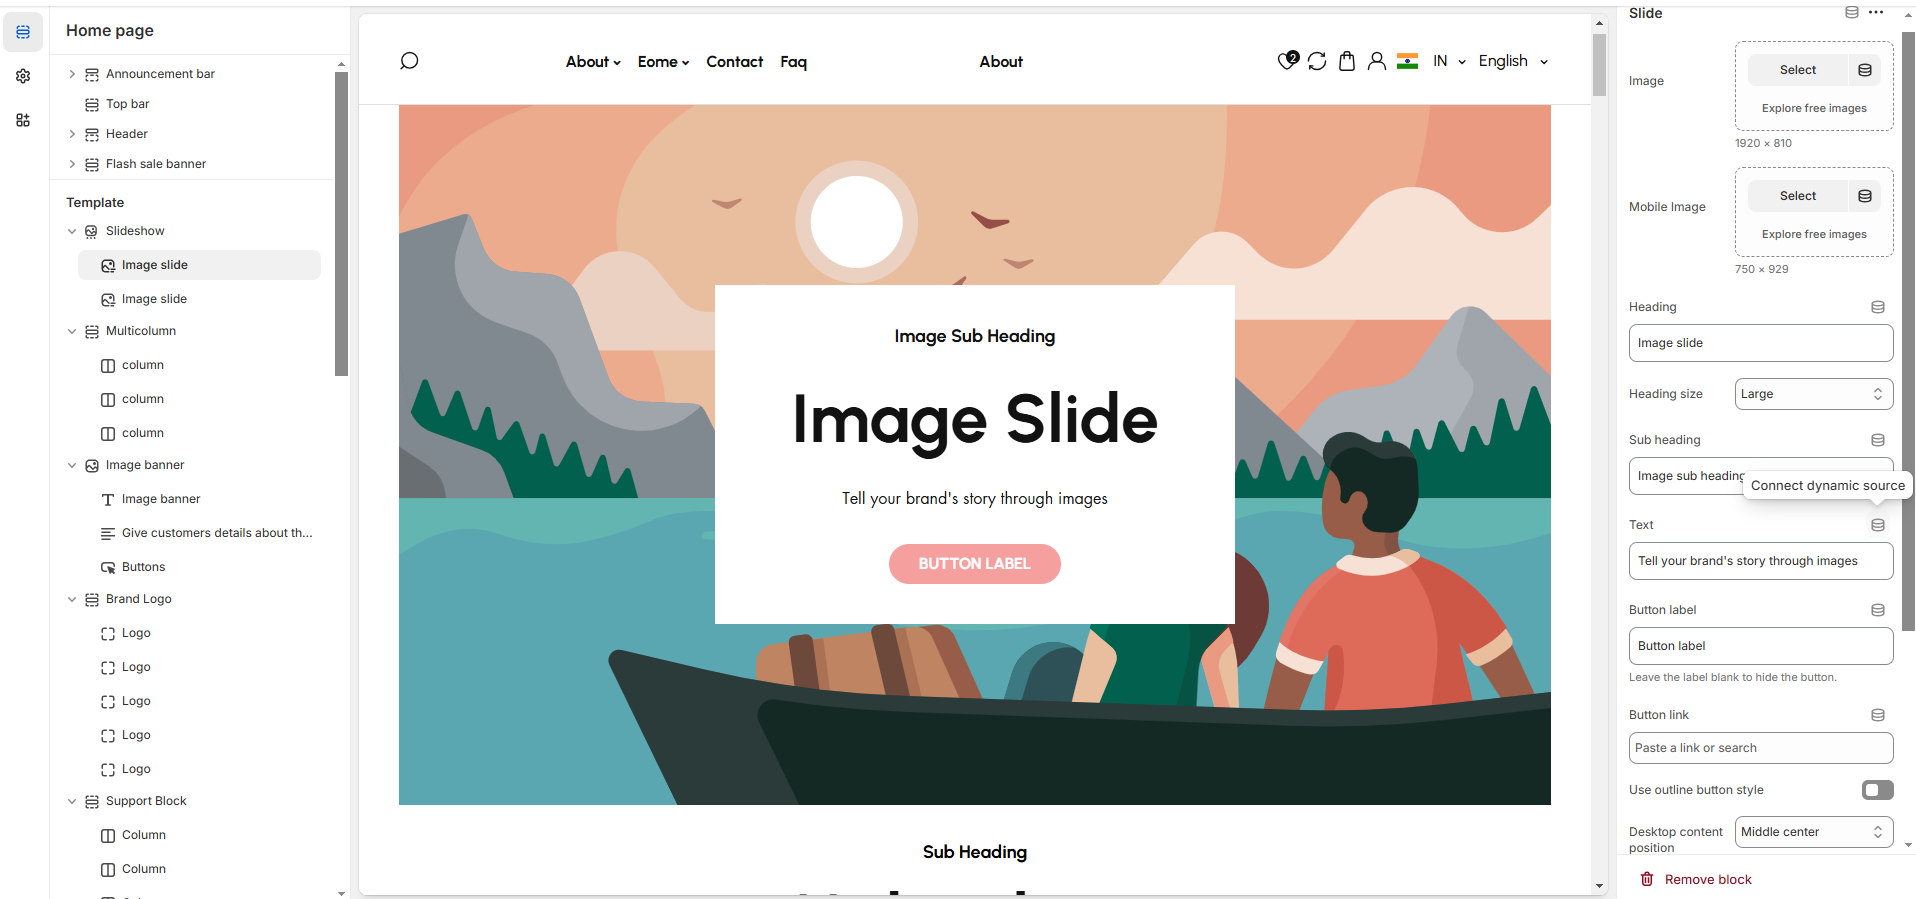 Home page
Announcement bar
Top bar
Header
Flash sale banner
Template
Slideshow
Image slide
Image slide
Multicolumn
column
column
column
Image banner
Image banner
Give customers details about th...
Buttons
Brand Logo
Logo
Logo
Logo
Logo
Logo
Support Block
Column
Column
About Eome Contact Faq
About
2
IN English
Image Sub Heading
Image Slide
Tell your brand's story through images
BUTTON LABEL
Sub Heading
Slide
Image
Select
Explore free images
1920 × 810
Mobile Image
Select
Explore free images
750 × 929
Heading
Image slide
Heading size
Large
Sub heading
Image sub heading
Connect dynamic source
Text
Tell your brand's story through images
Button label
Button label
Leave the label blank to hide the button.
Button link
Paste a link or search
Use outline button style
Desktop content
position
Middle center
Remove block